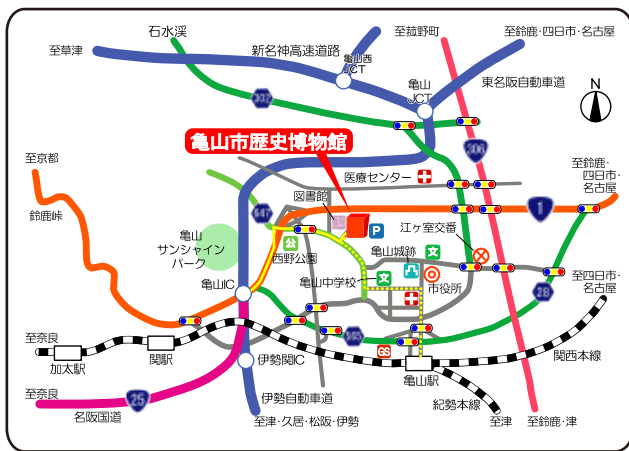 石水渓
至草津
新名神高速道路
亀山西
JCT
至菰野町
至鈴鹿・四日市・名古屋
亀山
JCT
東名阪自動車道
N
302
306
亀山市歴史博物館
至京都
鈴鹿峠
医療センター
図書館
至鈴鹿・
四日市・
名古屋
1
647
P
亀山
サンシャイン
パーク
公
西野公園
江ヶ室交番
亀山城跡
文
文
亀山中学校
市役所
亀山IC
至四日市・
名古屋
28
565
至奈良
加太駅
関駅
伊勢関IC
GS
亀山駅
関西本線
至奈良
25
名阪国道
伊勢自動車道
紀勢本線
至津・久居・松阪・伊勢
至津
至鈴鹿・津